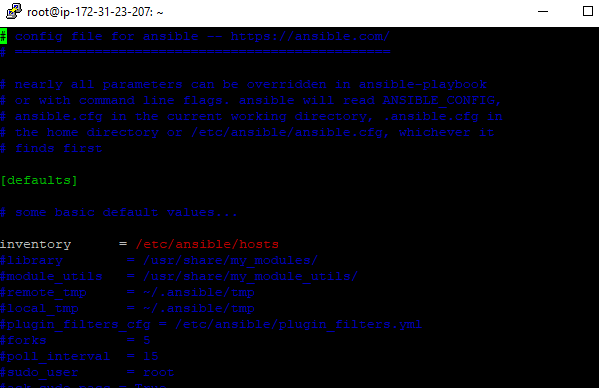 root@ip-172-31-23-207: ~
# config file for ansible -- https://ansible.com/
# ===============================================
# nearly all parameters can be overridden in ansible-playbook
# or with command line flags. ansible will read ANSIBLE_CONFIG,
# ansible.cfg in the current working directory, .ansible.cfg in
# the home directory or /etc/ansible/ansible.cfg, whichever it
# finds first
[defaults]
# some basic default values...
inventory      = /etc/ansible/hosts
#library        = /usr/share/my_modules/
#module_utils   = /usr/share/my_module_utils/
#remote_tmp     = ~/.ansible/tmp
#local_tmp      = ~/.ansible/tmp
#plugin_filters_cfg = /etc/ansible/plugin_filters.yml
#forks          = 5
#poll_interval  = 15
#sudo_user      = root